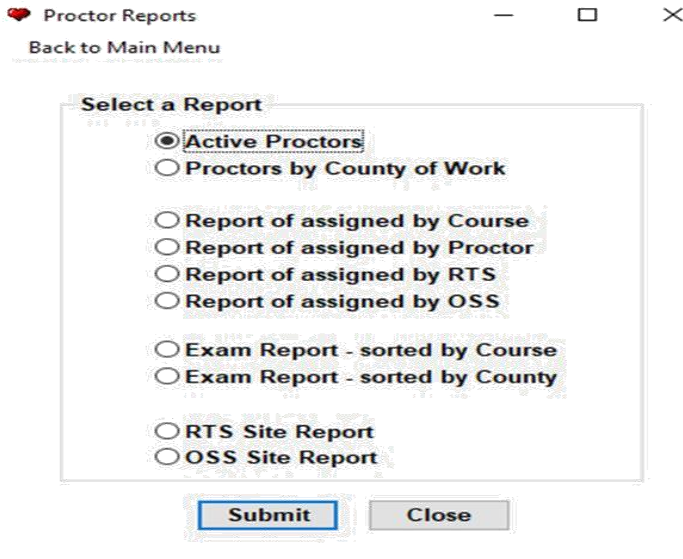 Proctor Reports
Back to Main Menu
Select a Report
Active Proctors
Proctors by County of Work
Report of assigned by Course
Report of assigned by Proctor
Report of assigned by RTS
Report of assigned by OSS
Exam Report - sorted by Course
Exam Report - sorted by County
RTS Site Report
OSS Site Report
Submit Close